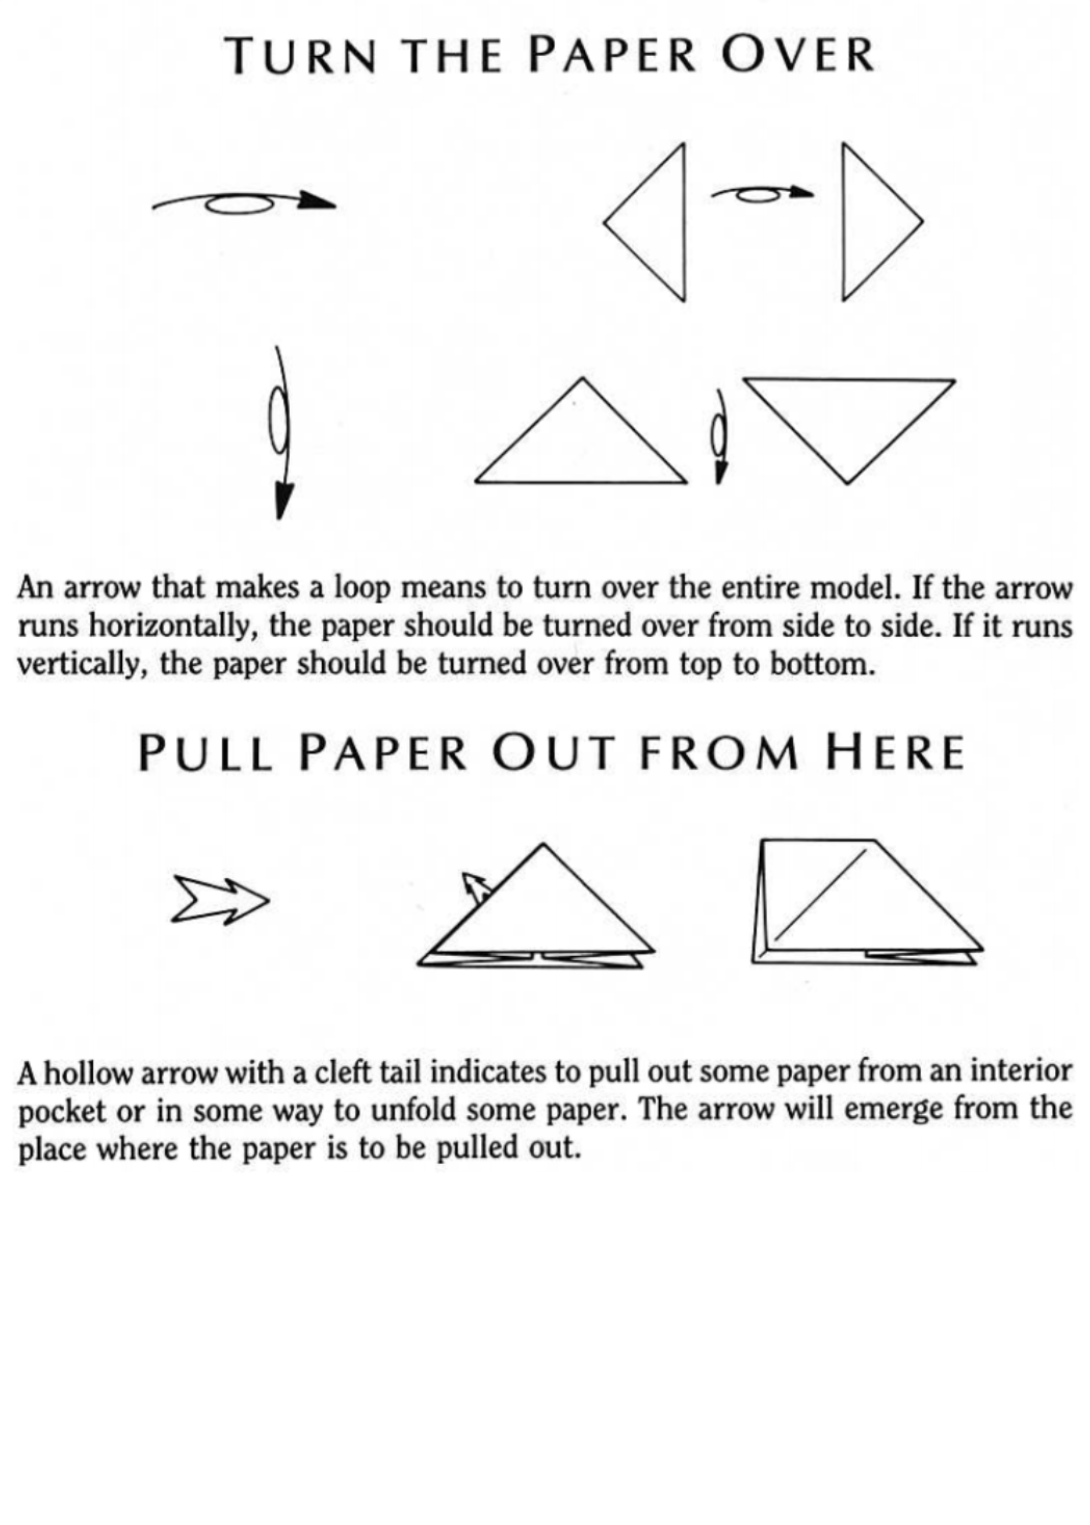 TURN THE PAPER OVER
An arrow that makes a loop means to turn over the entire model. If the arrow
runs horizontally, the paper should be turned over from side to side. If it runs
vertically, the paper should be turned over from top to bottom.
PULL PAPER OUT FROM HERE
A hollow arrow with a cleft tail indicates to pull out some paper from an interior
pocket or in some way to unfold some paper. The arrow will emerge from the
place where the paper is to be pulled out.